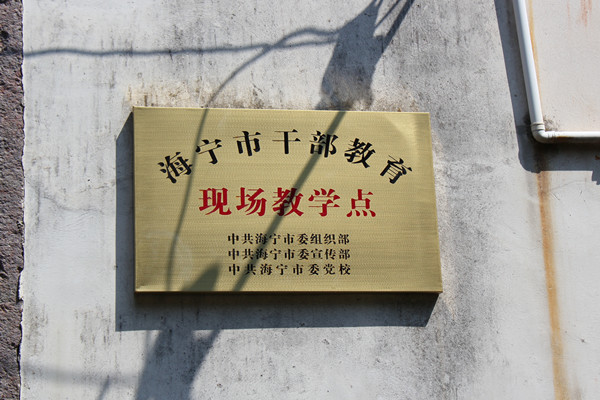 海宁市干部教育
现场教学点
中共海宁市委组织部
中共海宁市委宣传部
中共海宁市委党校